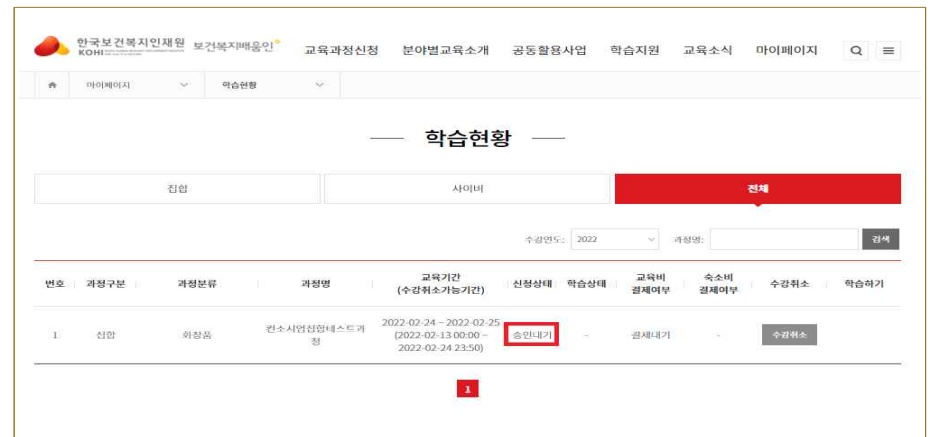 한국보건복지인재원 보건복지배움인
KOHI
교육과정신청 분야별교육소개 공동활용사업 학습지원 교육소식 마이페이지
마이페이지 학습현황
학습현황
집합 사이버 전체
수강연도: 2022 과정명: 검색
번호 과정구분 과정분류 과정명 교육기간 (수강취소가능기간) 신청상태 학습상태 교육비 결제여부 숙소비 결제여부 수강취소 학습하기
1 집합 화장품 컨소시엄집합테스트과정 2022-02-24 ~ 2022-02-25 (2022-02-13 00:00 ~ 2022-02-24 23:50) 승인대기 - 결제대기 - 수강취소
1